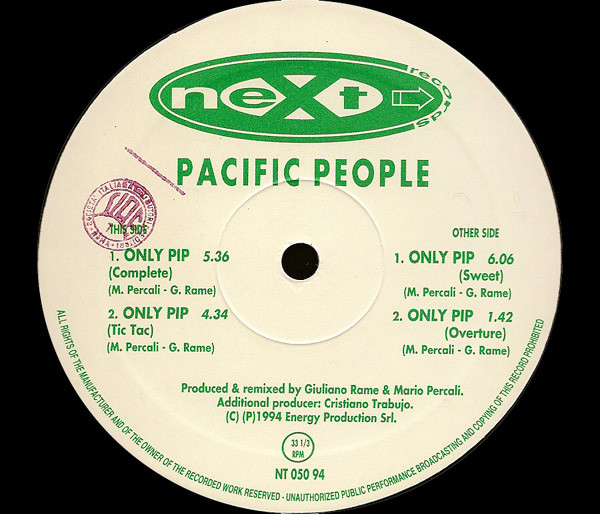 next
records
PACIFIC PEOPLE
THIS SIDE
1. ONLY PIP 5.36
(Complete)
(M. Percali - G. Rame)
2. ONLY PIP 4.34
(Tic Tac)
(M. Percali - G. Rame)
OTHER SIDE
1. ONLY PIP 6.06
(Sweet)
(M. Percali - G. Rame)
2. ONLY PIP 1.42
(Overture)
(M. Percali - G. Rame)
Produced & remixed by Giuliano Rame & Mario Percali.
Additional producer: Cristiano Trabujo.
(C) (P)1994 Energy Production Srl.
33 1/3
RPM
NT 050 94
ALL RIGHTS OF THE MANUFACTURER AND OF THE OWNER OF THE RECORDED WORK RESERVED - UNAUTHORIZED PUBLIC PERFORMANCE BROADCASTING AND COPYING OF THIS RECORD PROHIBITED
SOCIETÀ ITALIANA